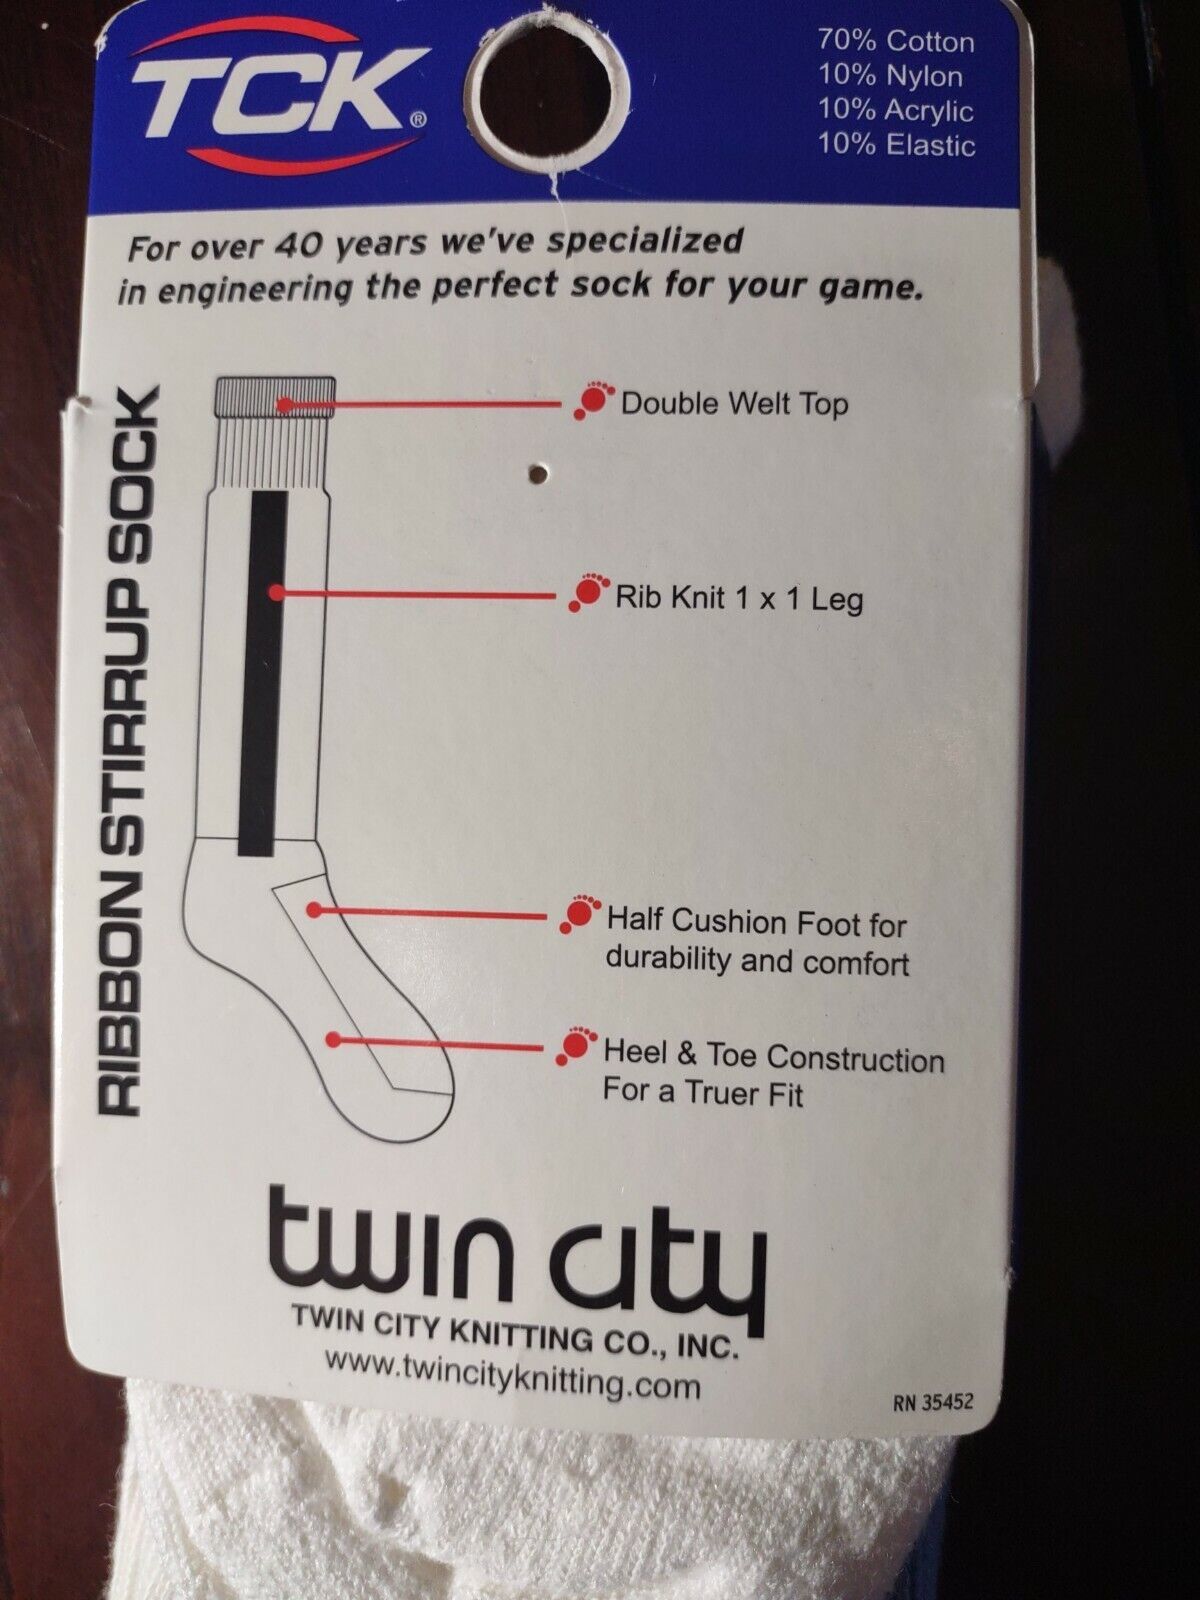 TCK®
70% Cotton
10% Nylon
10% Acrylic
10% Elastic
For over 40 years we've specialized
in engineering the perfect sock for your game.
RIBBON STIRRUP SOCK
Double Welt Top
Rib Knit 1 x 1 Leg
Half Cushion Foot for
durability and comfort
Heel & Toe Construction
For a Truer Fit
twin city
TWIN CITY KNITTING CO., INC.
www.twincityknitting.com
RN 35452